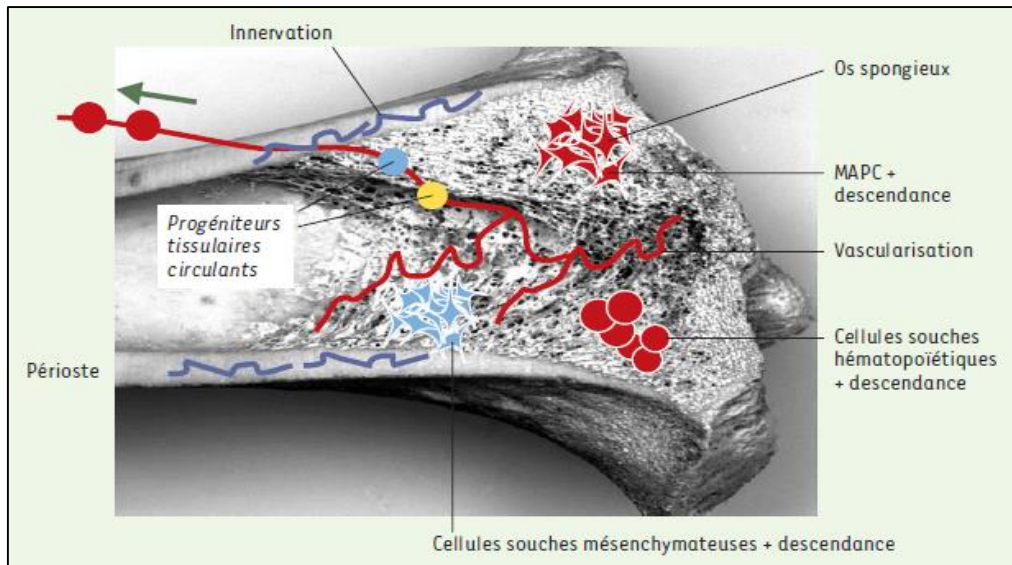 Innervation
Os spongieux
MAPC +
descendance
Progéniteurs
tissulaires
circulants
Vascularisation
Cellules souches
hématopoïétiques
+ descendance
Périoste
Cellules souches mésenchymateuses + descendance